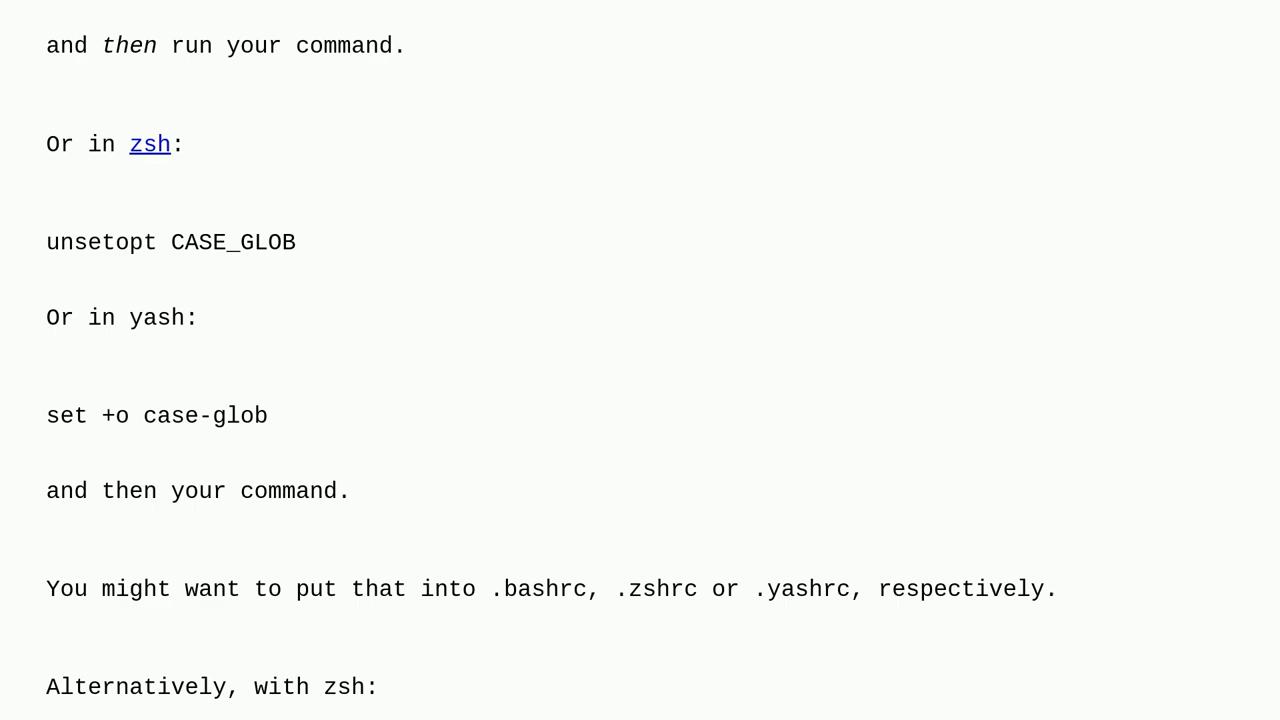 and then run your command.
Or in zsh:
unsetopt CASE_GLOB
Or in yash:
set +o case-glob
and then your command.
You might want to put that into .bashrc, .zshrc or .yashrc, respectively.
Alternatively, with zsh: